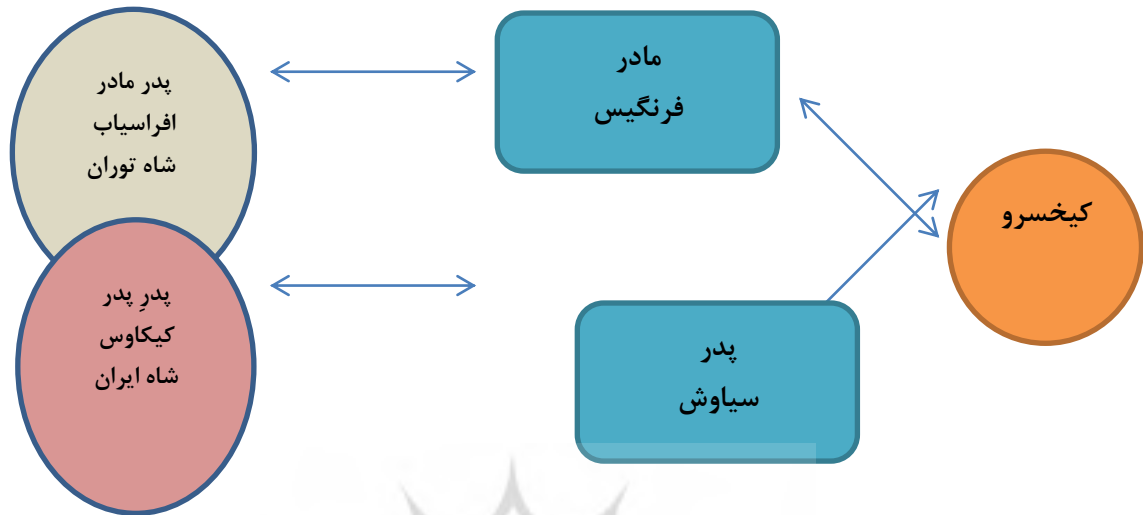 مادر
فرنگیس
پدر مادر
افراسیاب
شاه توران
کیخسرو
پدرِ پدر
کیکاوس
شاه ایران
پدر
سیاوش